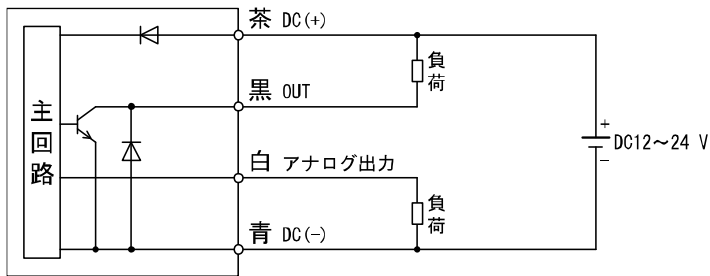 茶 DC(+)
負荷
主回路
黒 OUT
+
DC12～24 V
−
白 アナログ出力
負荷
青 DC(−)